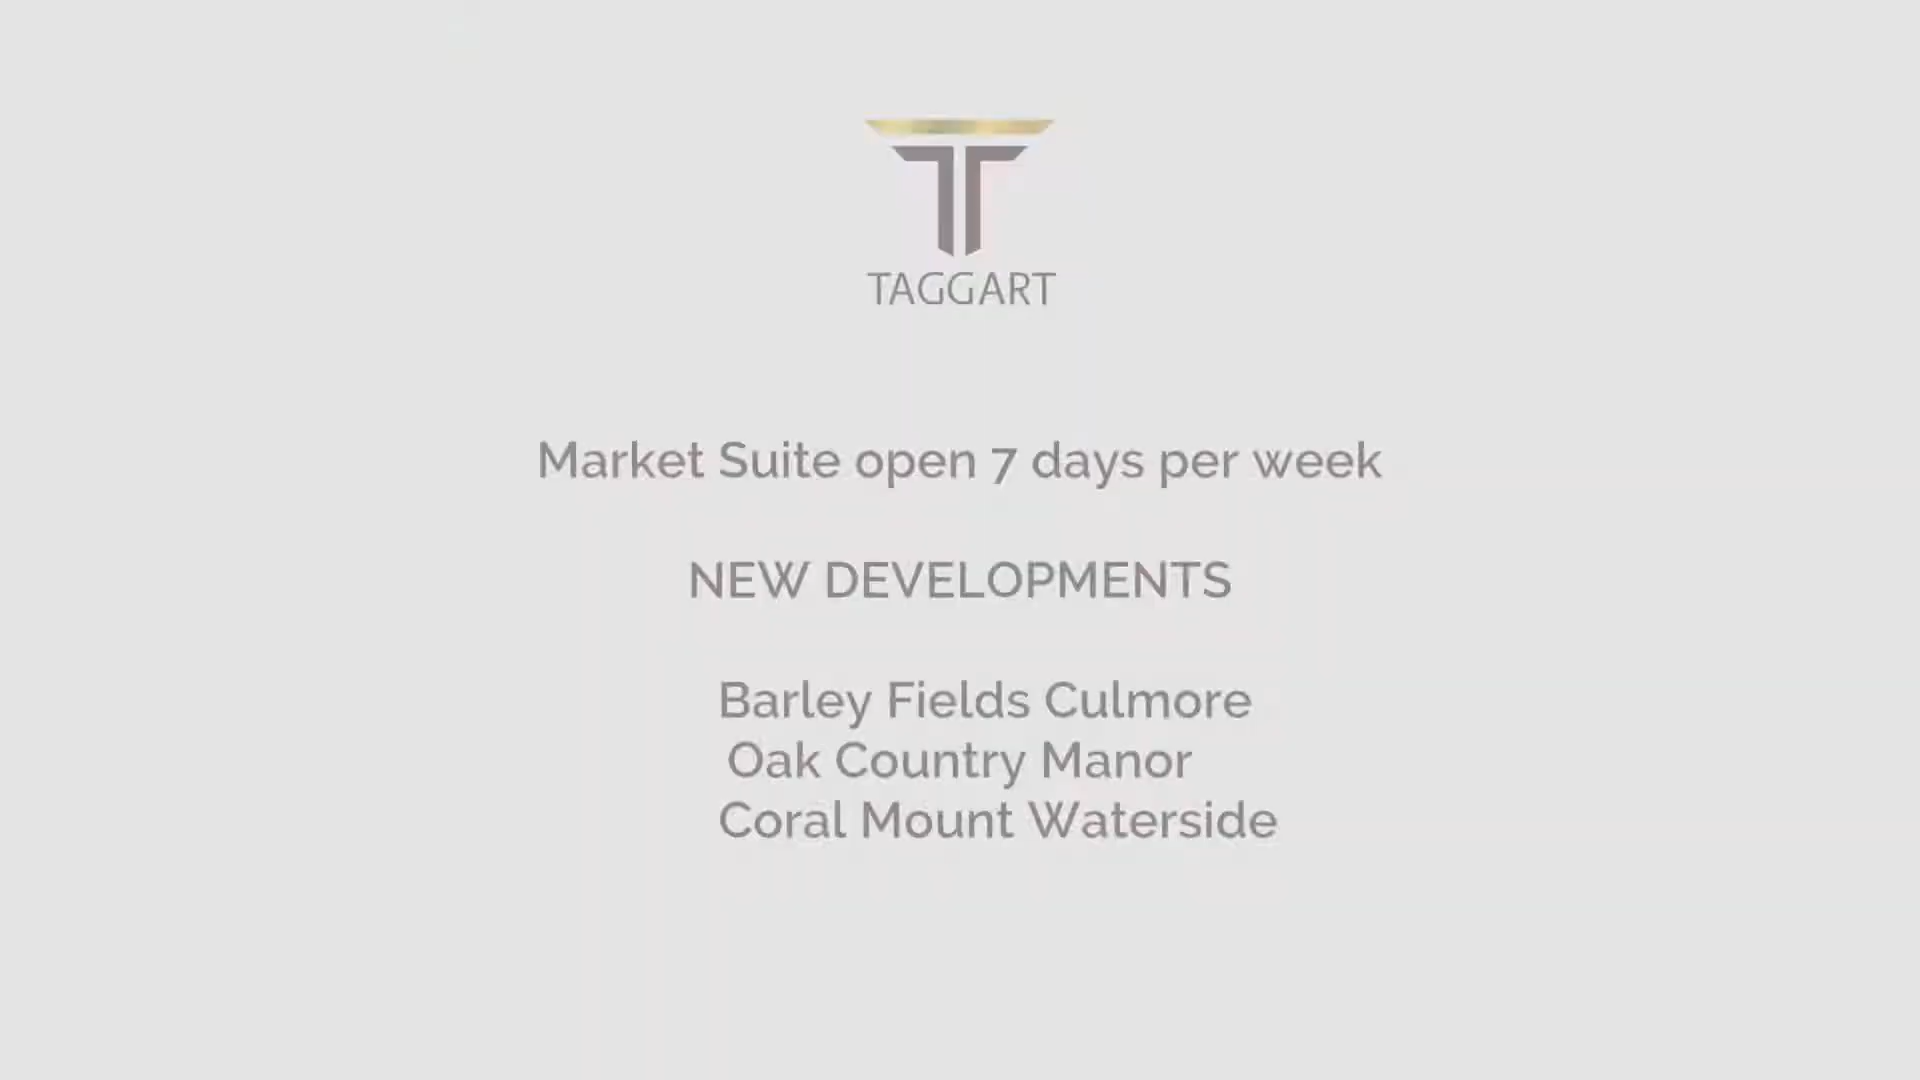 TAGGART
Market Suite open 7 days per week
NEW DEVELOPMENTS
Barley Fields Culmore
Oak Country Manor
Coral Mount Waterside